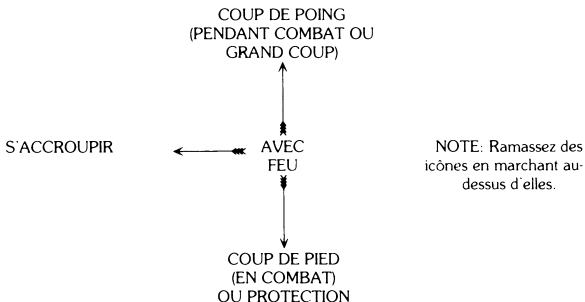 COUP DE POING
(PENDANT COMBAT OU
GRAND COUP)
S'ACCROUPIR
AVEC
FEU
NOTE: Ramassez des
icônes en marchant au-
dessus d'elles.
COUP DE PIED
(EN COMBAT)
OU PROTECTION